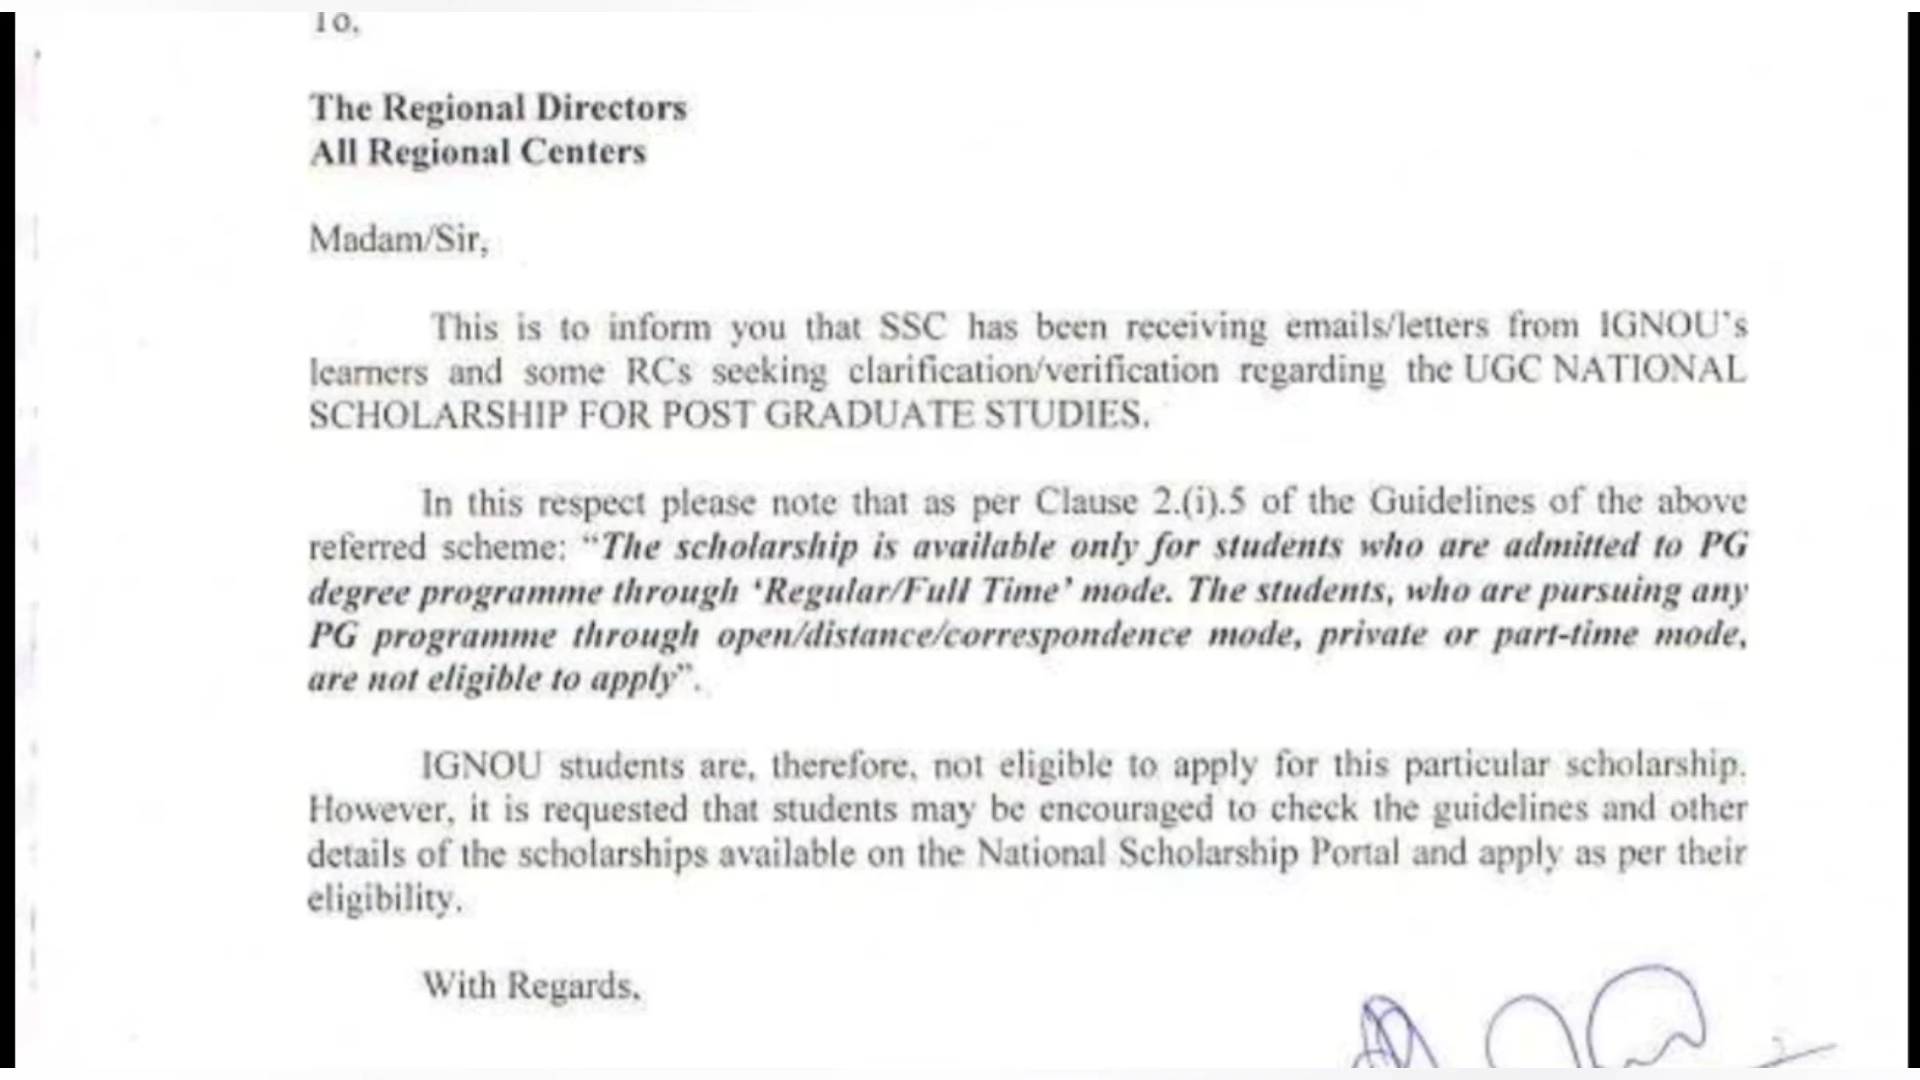 To,
The Regional Directors
All Regional Centers
Madam/Sir,
This is to inform you that SSC has been receiving emails/letters from IGNOU's
learners and some RCs seeking clarification/verification regarding the UGC NATIONAL
SCHOLARSHIP FOR POST GRADUATE STUDIES.
In this respect please note that as per Clause 2.(i).5 of the Guidelines of the above
referred scheme: "The scholarship is available only for students who are admitted to PG
degree programme through 'Regular/Full Time' mode. The students, who are pursuing any
PG programme through open/distance/correspondence mode, private or part-time mode,
are not eligible to apply".
IGNOU students are, therefore, not eligible to apply for this particular scholarship.
However, it is requested that students may be encouraged to check the guidelines and other
details of the scholarships available on the National Scholarship Portal and apply as per their
eligibility.
With Regards,